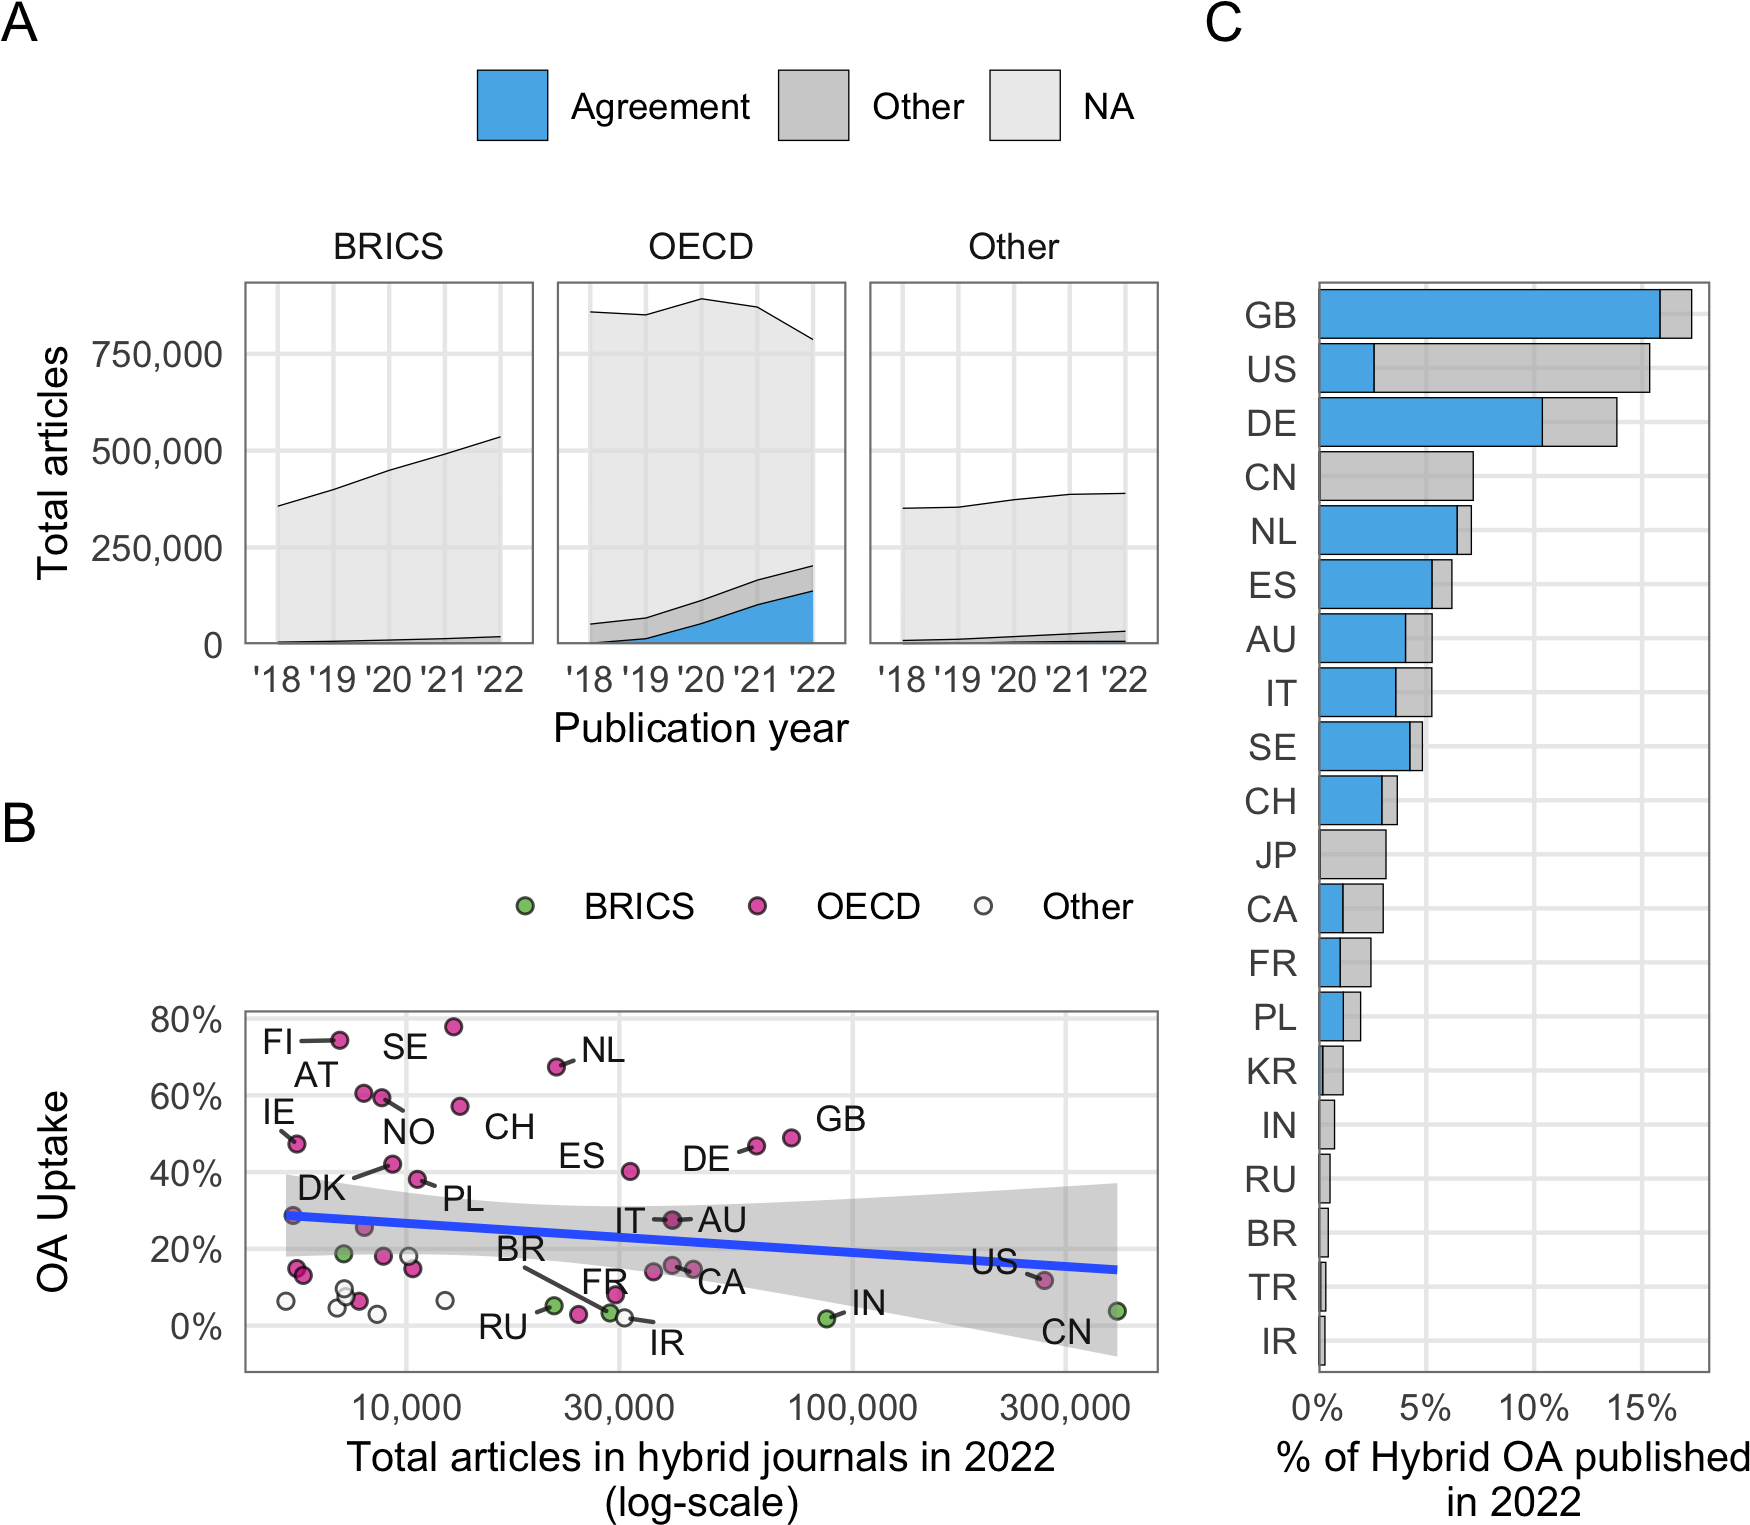 A
Agreement Other NA
BRICS OECD Other
Total articles
750,000
500,000
250,000
0
'18 '19 '20 '21 '22 '18 '19 '20 '21 '22 '18 '19 '20 '21 '22
Publication year
B
BRICS OECD Other
OA Uptake
80%
60%
40%
20%
0%
FI
SE
NL
AT
IE
NO
CH
GB
ES
DE
DK
PL
IT
AU
BR
US
FR
CA
RU
IR
IN
CN
10,000 30,000 100,000 300,000
Total articles in hybrid journals in 2022
(log-scale)
C
GB
US
DE
CN
NL
ES
AU
IT
SE
CH
JP
CA
FR
PL
KR
IN
RU
BR
TR
IR
0% 5% 10% 15%
% of Hybrid OA published
in 2022